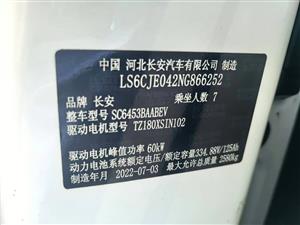 中国 河北长安汽车有限公司 制造
LS6CJE042NG866252
品牌 长安 乘坐人数 7
整车型号 SC6453BAABEV
驱动电机型号 TZ180XSIN102
驱动电机峰值功率 60kW
动力电池系统额定电压/额定容量334.88V/125Ah
制造年月 2022-07-03 最大允许总质量 2580kg